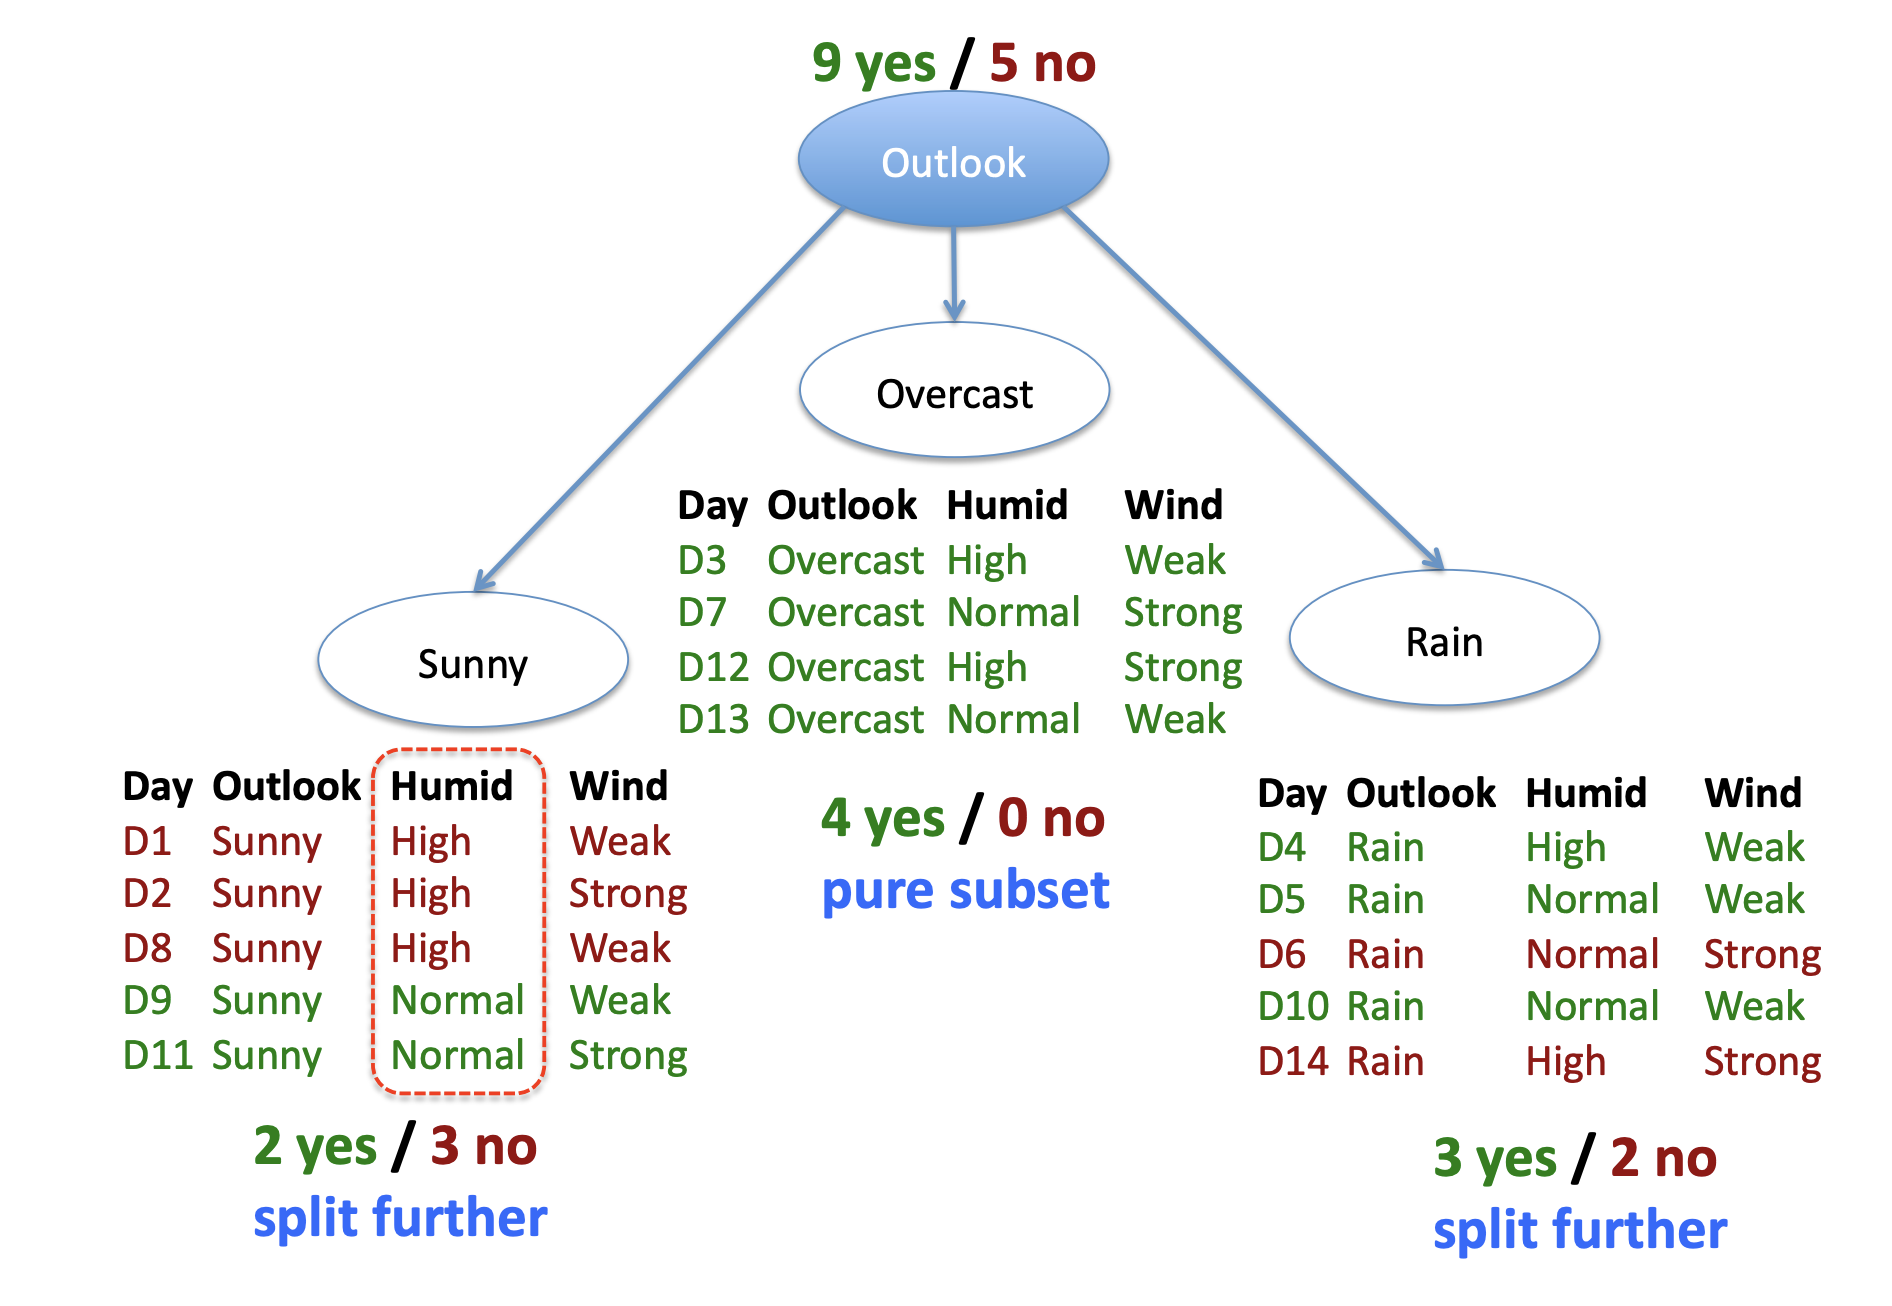 9 yes / 5 no
Outlook
Overcast
Day Outlook Humid Wind
D3 Overcast High Weak
D7 Overcast Normal Strong
D12 Overcast High Strong
D13 Overcast Normal Weak
4 yes / 0 no
pure subset
Sunny
Day Outlook Humid Wind
D1 Sunny High Weak
D2 Sunny High Strong
D8 Sunny High Weak
D9 Sunny Normal Weak
D11 Sunny Normal Strong
2 yes / 3 no
split further
Rain
Day Outlook Humid Wind
D4 Rain High Weak
D5 Rain Normal Weak
D6 Rain Normal Strong
D10 Rain Normal Weak
D14 Rain High Strong
3 yes / 2 no
split further